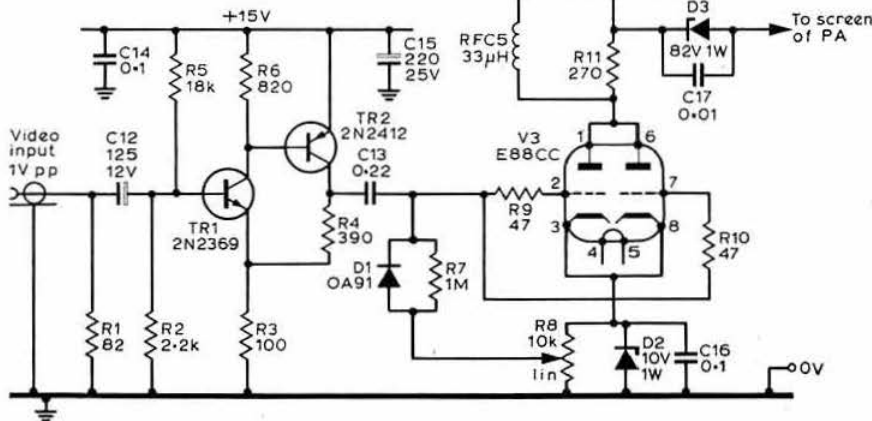 +15V
C14
0·1
R5
18k
R6
820
C15
220
25V
RFC5
33µH
R11
270
D3
82V 1W
To screen
of PA
C17
0·01
Video
input
1V pp
C12
125
12V
TR1
2N2369
TR2
2N2412
C13
0·22
R4
390
V3
E88CC
1
6
2
7
3
8
4
5
R9
47
R10
47
D1
OA91
R7
1M
R1
82
R2
2·2k
R3
100
R8
10k
lin
D2
10V
1W
C16
0·1
0V